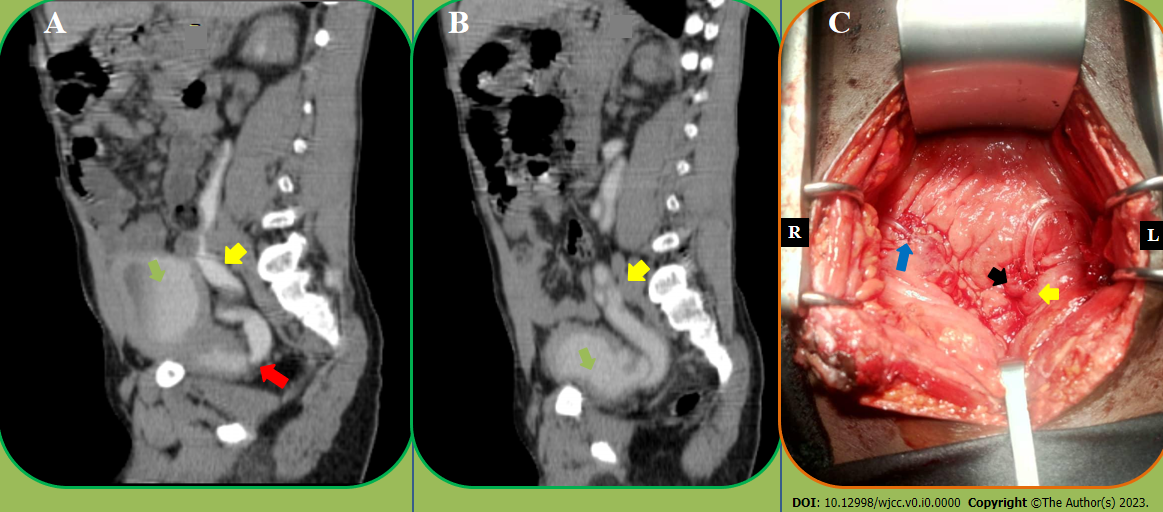 A
B
C
R
L
DOI: 10.12998/wjcc.v0.i0.0000 Copyright ©The Author(s) 2023.